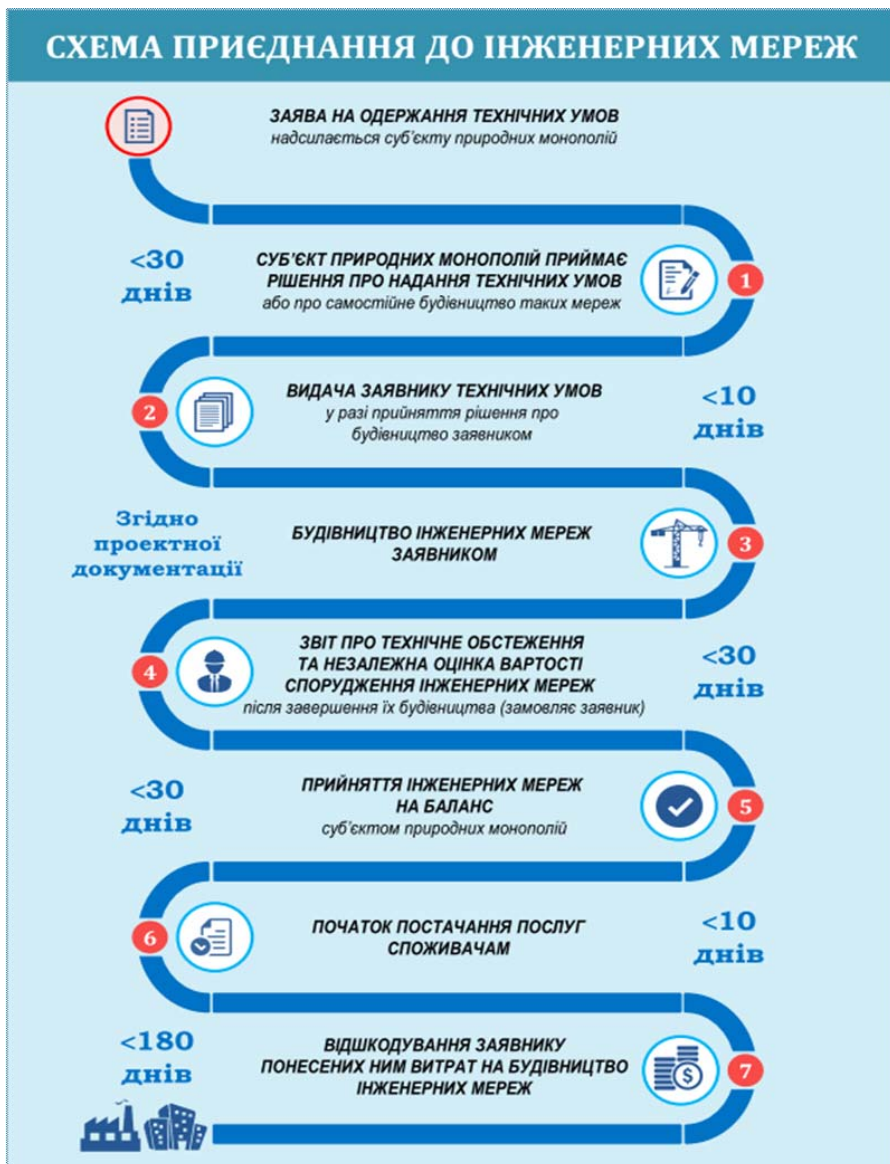 СХЕМА ПРИЄДНАННЯ ДО ІНЖЕНЕРНИХ МЕРЕЖ
ЗАЯВА НА ОДЕРЖАННЯ ТЕХНІЧНИХ УМОВ
надсилається суб'єкту природних монополій
<30
днів
СУБ'ЄКТ ПРИРОДНИХ МОНОПОЛІЙ ПРИЙМАЄ
РІШЕННЯ ПРО НАДАННЯ ТЕХНІЧНИХ УМОВ
або про самостійне будівництво таких мереж
1
2
ВИДАЧА ЗАЯВНИКУ ТЕХНІЧНИХ УМОВ
у разі прийняття рішення про
будівництво заявником
<10
днів
Згідно
проектної
документації
БУДІВНИЦТВО ІНЖЕНЕРНИХ МЕРЕЖ
ЗАЯВНИКОМ
3
4
ЗВІТ ПРО ТЕХНІЧНЕ ОБСТЕЖЕННЯ
ТА НЕЗАЛЕЖНА ОЦІНКА ВАРТОСТІ
СПОРУДЖЕННЯ ІНЖЕНЕРНИХ МЕРЕЖ
після завершення їх будівництва (замовляє заявник)
<30
днів
<30
днів
ПРИЙНЯТТЯ ІНЖЕНЕРНИХ МЕРЕЖ
НА БАЛАНС
суб'єктом природних монополій
5
6
ПОЧАТОК ПОСТАЧАННЯ ПОСЛУГ
СПОЖИВАЧАМ
<10
днів
<180
днів
ВІДШКОДУВАННЯ ЗАЯВНИКУ
ПОНЕСЕНИХ НИМ ВИТРАТ НА БУДІВНИЦТВО
ІНЖЕНЕРНИХ МЕРЕЖ
$
7